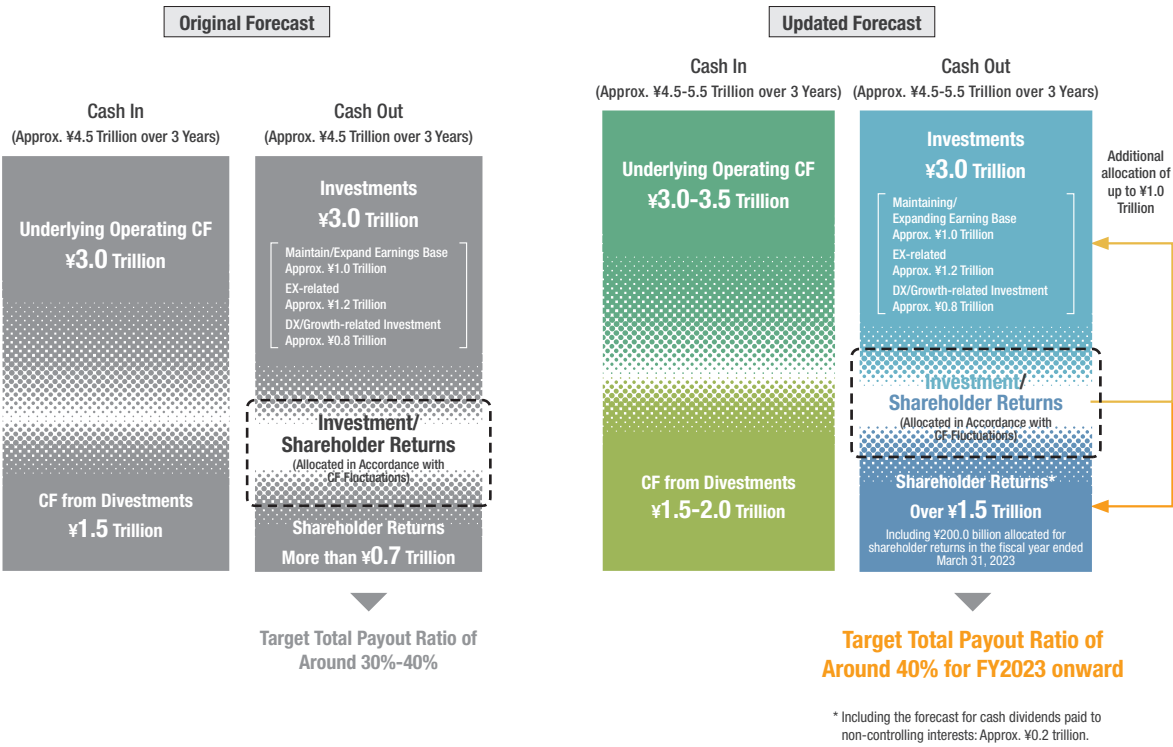 Original Forecast
Cash In
(Approx. ¥4.5 Trillion over 3 Years)
Underlying Operating CF
¥3.0 Trillion
CF from Divestments
¥1.5 Trillion
Cash Out
(Approx. ¥4.5 Trillion over 3 Years)
Investments
¥3.0 Trillion
Maintain/Expand Earnings Base
Approx. ¥1.0 Trillion
EX-related
Approx. ¥1.2 Trillion
DX/Growth-related Investment
Approx. ¥0.8 Trillion
Investment/
Shareholder Returns
(Allocated in Accordance with
CF Fluctuations)
Shareholder Returns
More than ¥0.7 Trillion
Target Total Payout Ratio of
Around 30%-40%
Updated Forecast
Cash In
(Approx. ¥4.5-5.5 Trillion over 3 Years)
Underlying Operating CF
¥3.0-3.5 Trillion
CF from Divestments
¥1.5-2.0 Trillion
Cash Out
(Approx. ¥4.5-5.5 Trillion over 3 Years)
Investments
¥3.0 Trillion
Maintaining/
Expanding Earning Base
Approx. ¥1.0 Trillion
EX-related
Approx. ¥1.2 Trillion
DX/Growth-related Investment
Approx. ¥0.8 Trillion
Investment/
Shareholder Returns
(Allocated in Accordance with
CF Fluctuations)
Shareholder Returns*
Over ¥1.5 Trillion
Including ¥200.0 billion allocated for
shareholder returns in the fiscal year ended
March 31, 2023
Additional
allocation of
up to ¥1.0
Trillion
Target Total Payout Ratio of
Around 40% for FY2023 onward
* Including the forecast for cash dividends paid to
non-controlling interests: Approx. ¥0.2 trillion.